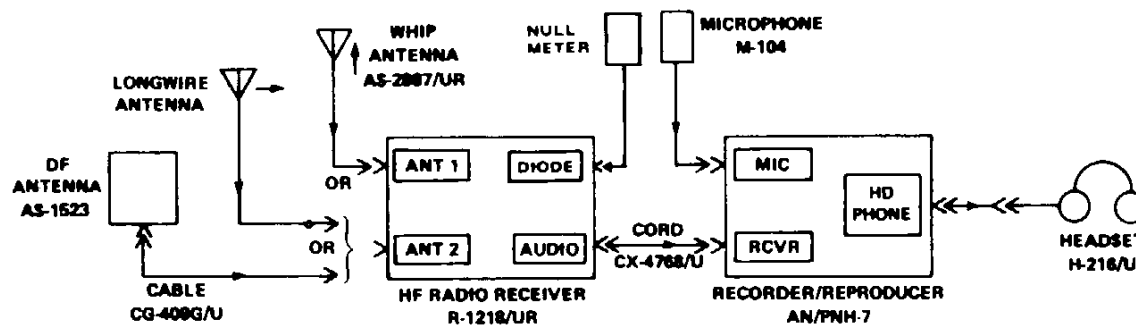 WHIP
ANTENNA
AS-2887/UR
NULL
METER
MICROPHONE
M-104
LONGWIRE
ANTENNA
DF
ANTENNA
AS-1523
OR
ANT 1
DIODE
MIC
HD
PHONE
OR
ANT 2
AUDIO
CORD
CX-4768/U
RCVR
HEADSET
H-216/U
CABLE
CG-409G/U
HF RADIO RECEIVER
R-1218/UR
RECORDER/REPRODUCER
AN/PNH-7